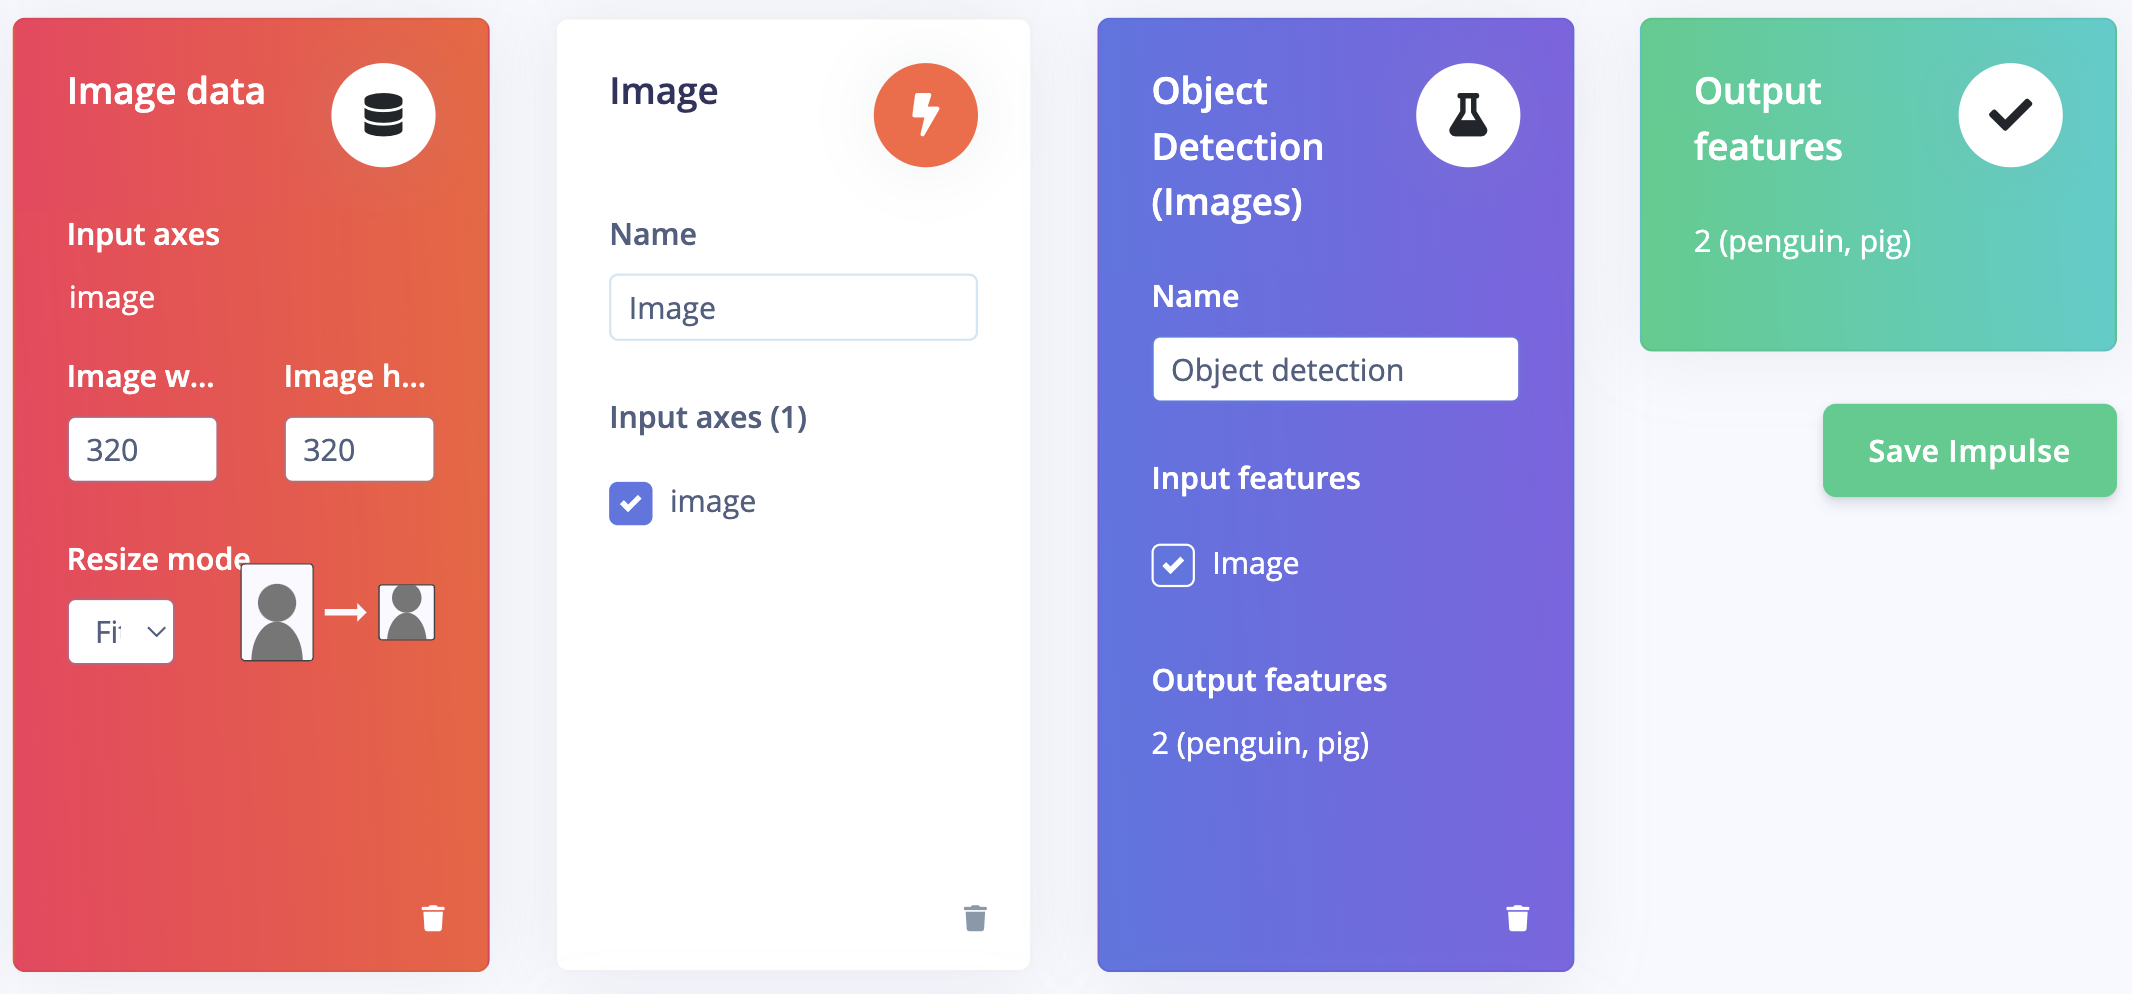 Image data
Input axes
image
Image w...
Image h...
320
320
Resize mode
Image
Name
Image
Input axes (1)
image
Object
Detection
(Images)
Name
Object detection
Input features
Image
Output features
2 (penguin, pig)
Output
features
2 (penguin, pig)
Save Impulse